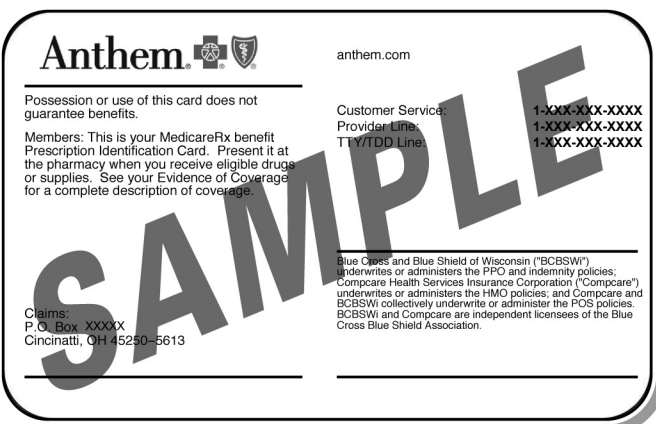 Anthem.
Possession or use of this card does not
guarantee benefits.
Members: This is your MedicareRx benefit
Prescription Identification Card. Present it at
the pharmacy when you receive eligible drugs
or supplies. See your Evidence of Coverage
for a complete description of coverage.
Claims:
P.O. Box XXXXX
Cincinatti, OH 45250–5613
anthem.com
Customer Service: 1-XXX-XXX-XXXX
Provider Line: 1-XXX-XXX-XXXX
TTY/TDD Line: 1-XXX-XXX-XXXX
Blue Cross and Blue Shield of Wisconsin ("BCBSWi")
underwrites or administers the PPO and indemnity policies;
Compcare Health Services Insurance Corporation ("Compcare")
underwrites or administers the HMO policies; and Compcare and
BCBSWi collectively underwrite or administer the POS policies.
BCBSWi and Compcare are independent licensees of the Blue
Cross Blue Shield Association.
SAMPLE